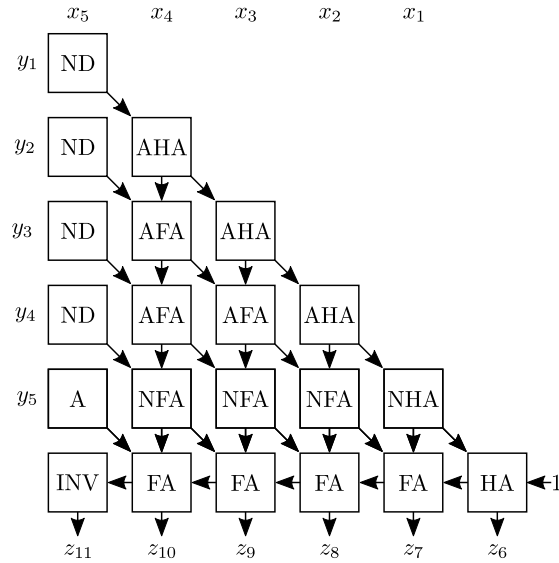 x₅ x₄ x₃ x₂ x₁
y₁ ND
y₂ ND AHA
y₃ ND AFA AHA
y₄ ND AFA AFA AHA
y₅ A NFA NFA NFA NHA
INV FA FA FA FA HA 1
z₁₁ z₁₀ z₉ z₈ z₇ z₆